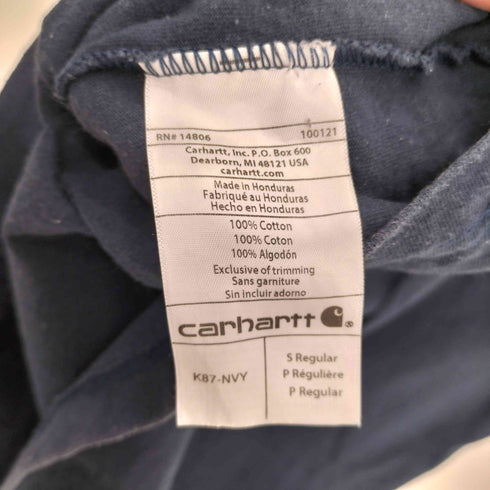 RN# 14806 100121
Carhartt, Inc. P.O. Box 600
Dearborn, MI 48121 USA
carhartt.com
Made in Honduras
Fabriqué au Honduras
Hecho en Honduras
100% Cotton
100% Coton
100% Algodón
Exclusive of trimming
Sans garniture
Sin incluir adorno
carhartt
K87-NVY
S Regular
P Régulière
P Regular